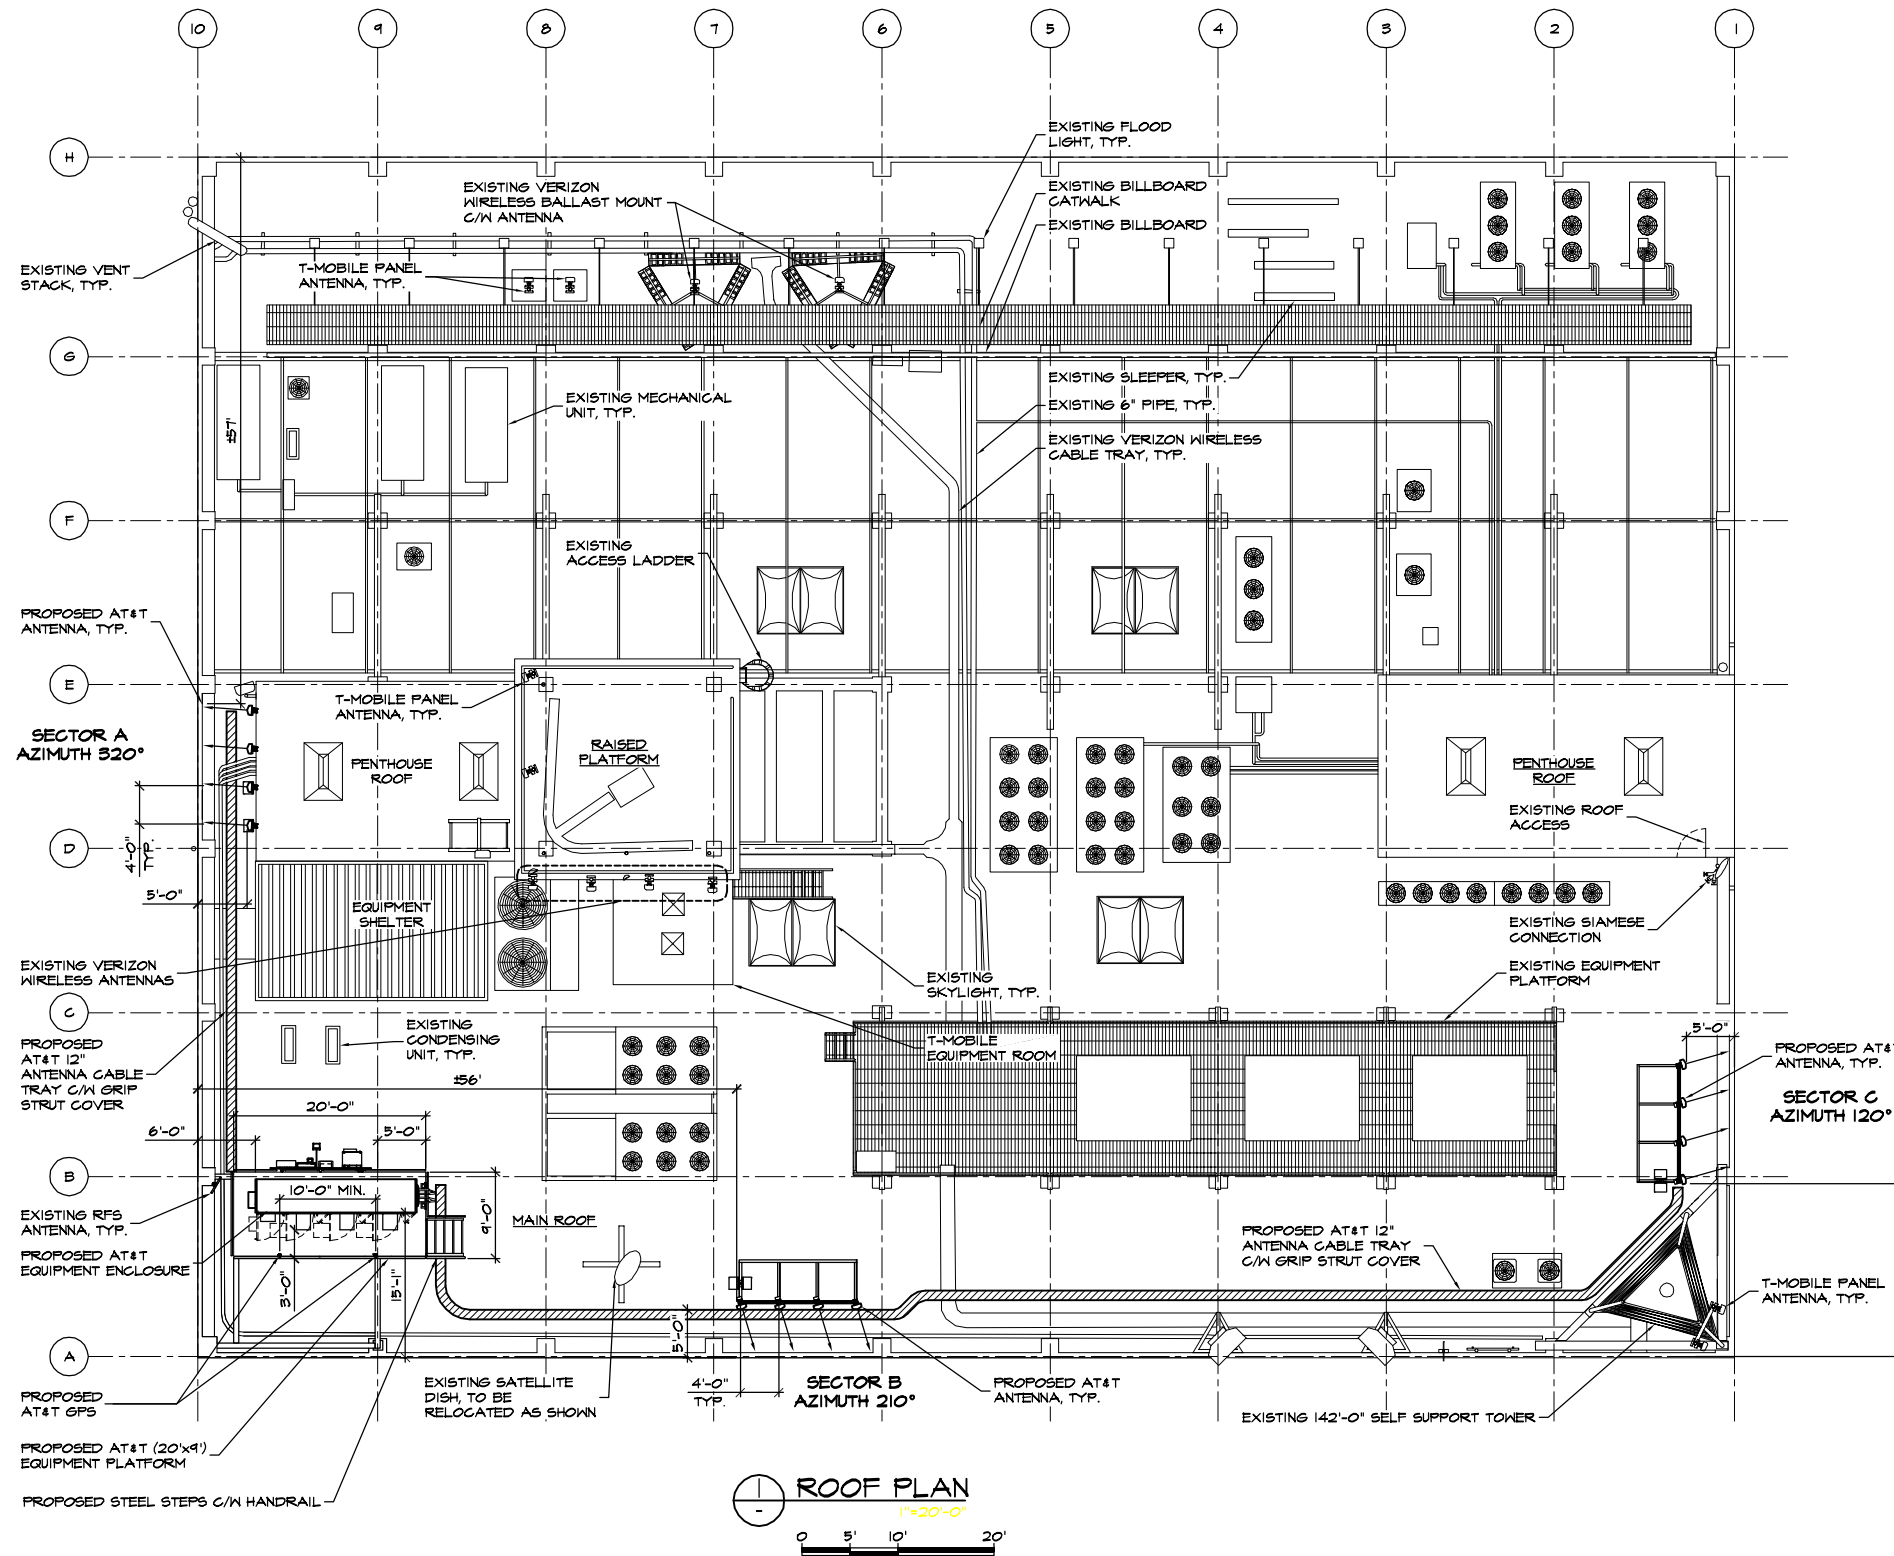 10 9 8 7 6 5 4 3 2 1
H
EXISTING FLOOD
LIGHT, TYP.
EXISTING VERIZON
WIRELESS BALLAST MOUNT
C/W ANTENNA
EXISTING BILLBOARD
CATWALK
EXISTING BILLBOARD
EXISTING VENT
STACK, TYP.
T-MOBILE PANEL
ANTENNA, TYP.
G
EXISTING SLEEPER, TYP.
EXISTING MECHANICAL
UNIT, TYP.
±57'
EXISTING 6" PIPE, TYP.
EXISTING VERIZON WIRELESS
CABLE TRAY, TYP.
F
EXISTING
ACCESS LADDER
PROPOSED AT&T
ANTENNA, TYP.
E
T-MOBILE PANEL
ANTENNA, TYP.
SECTOR A
AZIMUTH 320°
PENTHOUSE
ROOF
RAISED
PLATFORM
PENTHOUSE
ROOF
EXISTING ROOF
ACCESS
4'-0"
TYP.
D
5'-0"
EQUIPMENT
SHELTER
EXISTING SIAMESE
CONNECTION
EXISTING VERIZON
WIRELESS ANTENNAS
EXISTING
SKYLIGHT, TYP.
EXISTING EQUIPMENT
PLATFORM
C
EXISTING
CONDENSING
UNIT, TYP.
T-MOBILE
EQUIPMENT ROOM
5'-0"
PROPOSED
AT&T 12"
ANTENNA CABLE
TRAY C/W GRIP
STRUT COVER
PROPOSED AT&T
ANTENNA, TYP.
±56'
SECTOR C
AZIMUTH 120°
20'-0"
6'-0"
5'-0"
B
10'-0" MIN.
9'-0"
MAIN ROOF
EXISTING RFS
ANTENNA, TYP.
PROPOSED AT&T
EQUIPMENT ENCLOSURE
PROPOSED AT&T 12"
ANTENNA CABLE TRAY
C/W GRIP STRUT COVER
3'-0"
15'-1"
T-MOBILE PANEL
ANTENNA, TYP.
5'-0"
A
EXISTING SATELLITE
DISH, TO BE
RELOCATED AS SHOWN
4'-0"
TYP.
SECTOR B
AZIMUTH 210°
PROPOSED AT&T
ANTENNA, TYP.
PROPOSED
AT&T GPS
EXISTING 142'-0" SELF SUPPORT TOWER
PROPOSED AT&T (20'x9')
EQUIPMENT PLATFORM
PROPOSED STEEL STEPS C/W HANDRAIL
1
-
ROOF PLAN
1"=20'-0"
0 5' 10' 20'